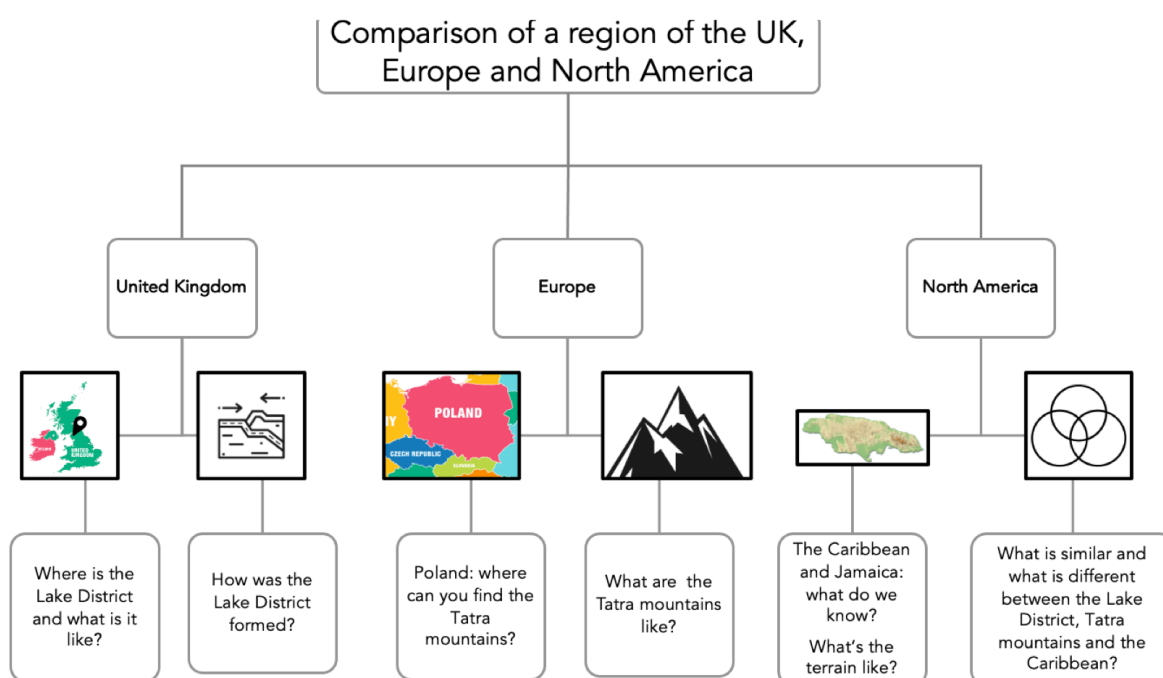 Comparison of a region of the UK,
Europe and North America
United Kingdom
Europe
North America
UNITED
KINGDOM
POLAND
CZECH REPUBLIC
SLOVAKIA
Where is the
Lake District
and what is it
like?
How was the
Lake District
formed?
Poland: where
can you find the
Tatra
mountains?
What are the
Tatra mountains
like?
The Caribbean
and Jamaica:
what do we
know?
What's the
terrain like?
What is similar and
what is different
between the Lake
District, Tatra
mountains and the
Caribbean?